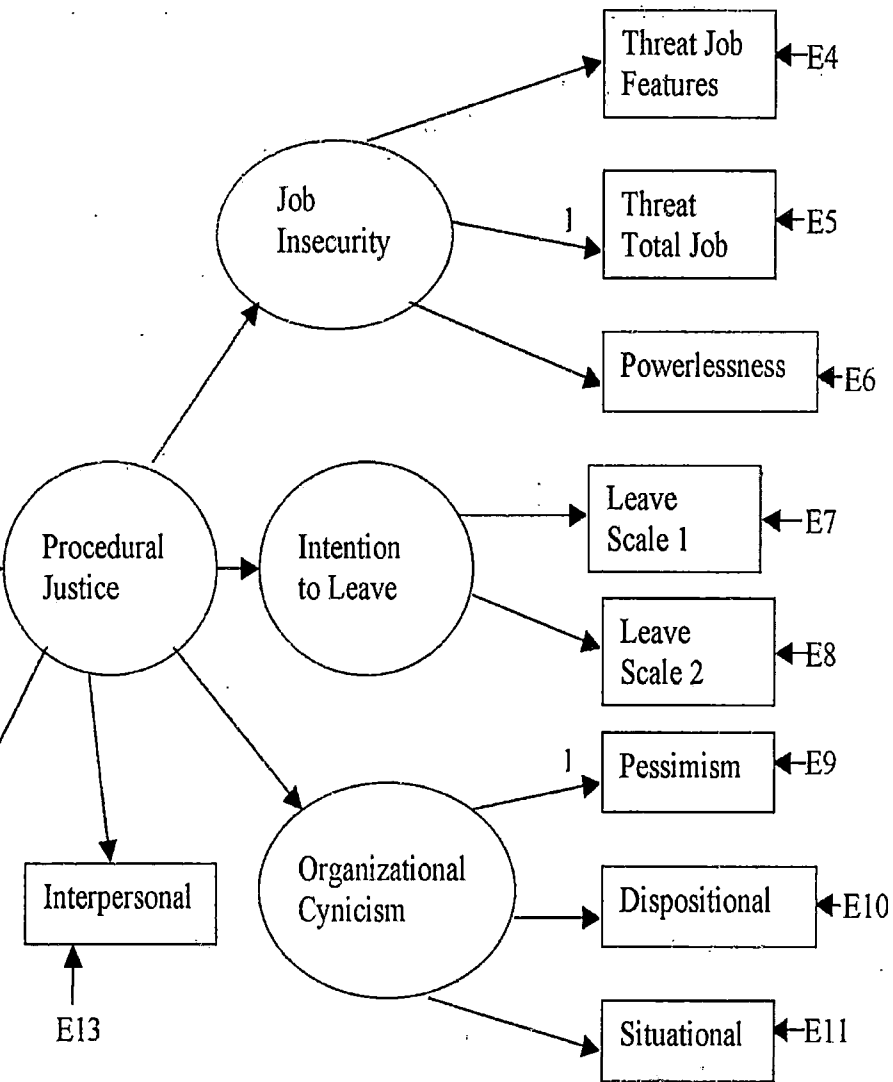 Threat Job
Features
E4
Job
Insecurity
1
Threat
Total Job
E5
Powerlessness
E6
Procedural
Justice
Intention
to Leave
Leave
Scale 1
E7
Leave
Scale 2
E8
1
Pessimism
E9
Organizational
Cynicism
Interpersonal
E13
Dispositional
E10
Situational
E11